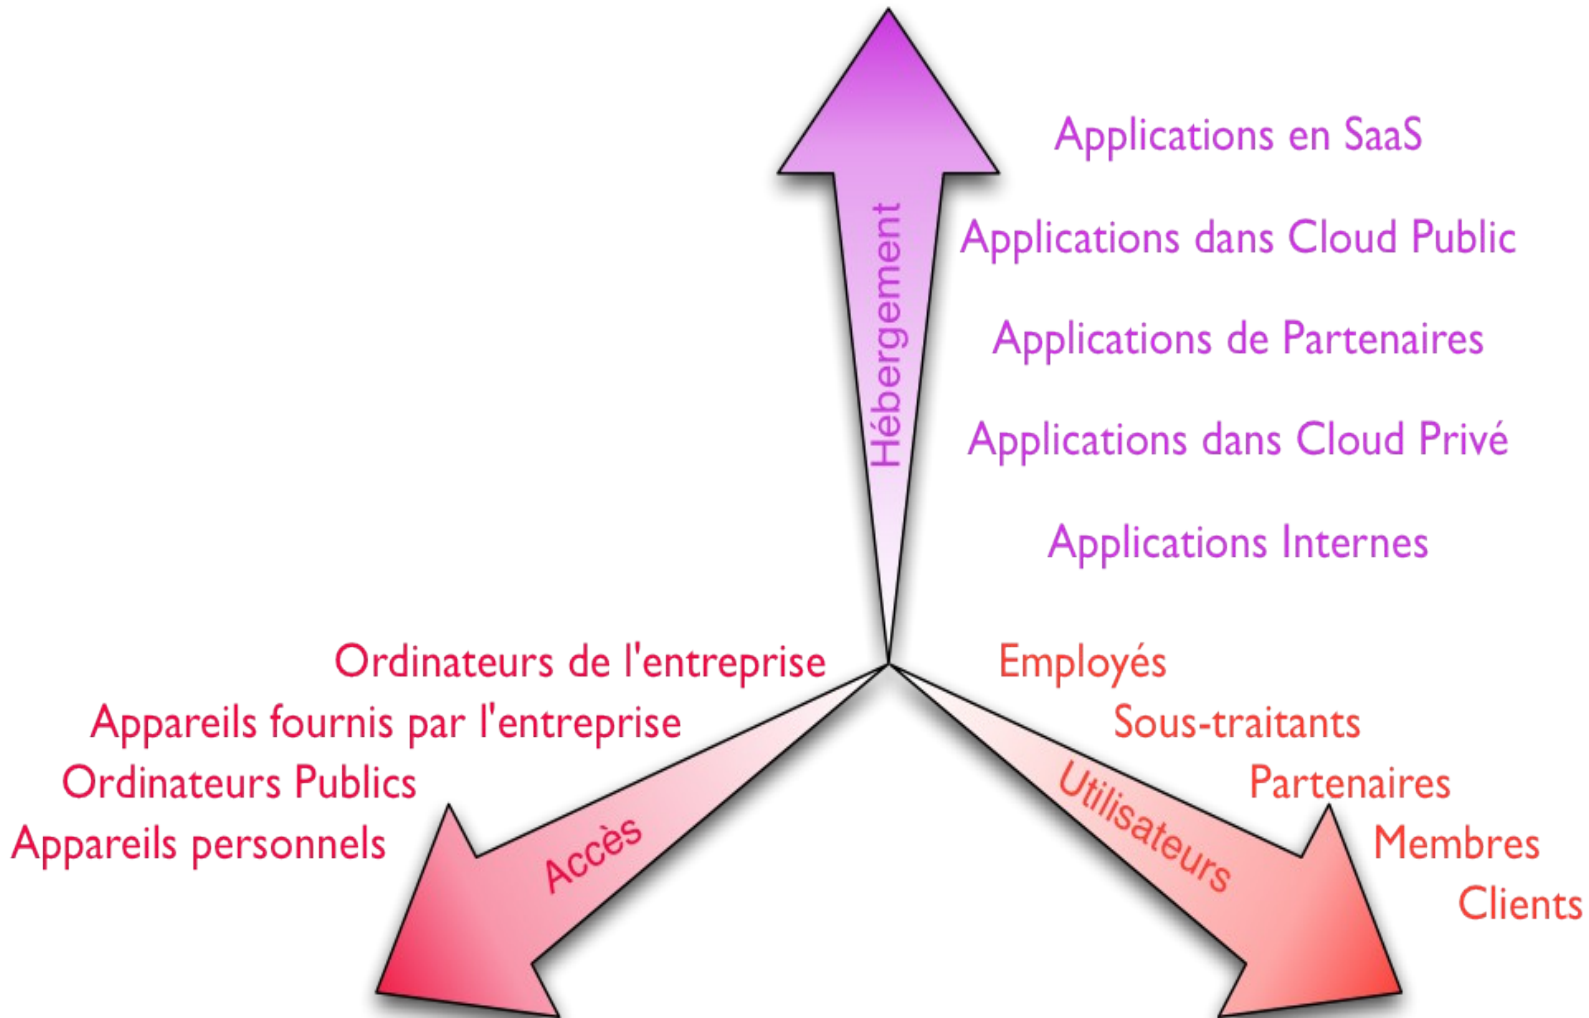 Applications en SaaS
Applications dans Cloud Public
Applications de Partenaires
Applications dans Cloud Privé
Applications Internes
Hébergement
Ordinateurs de l'entreprise
Appareils fournis par l'entreprise
Ordinateurs Publics
Appareils personnels
Accès
Employés
Sous-traitants
Partenaires
Membres
Clients
Utilisateurs